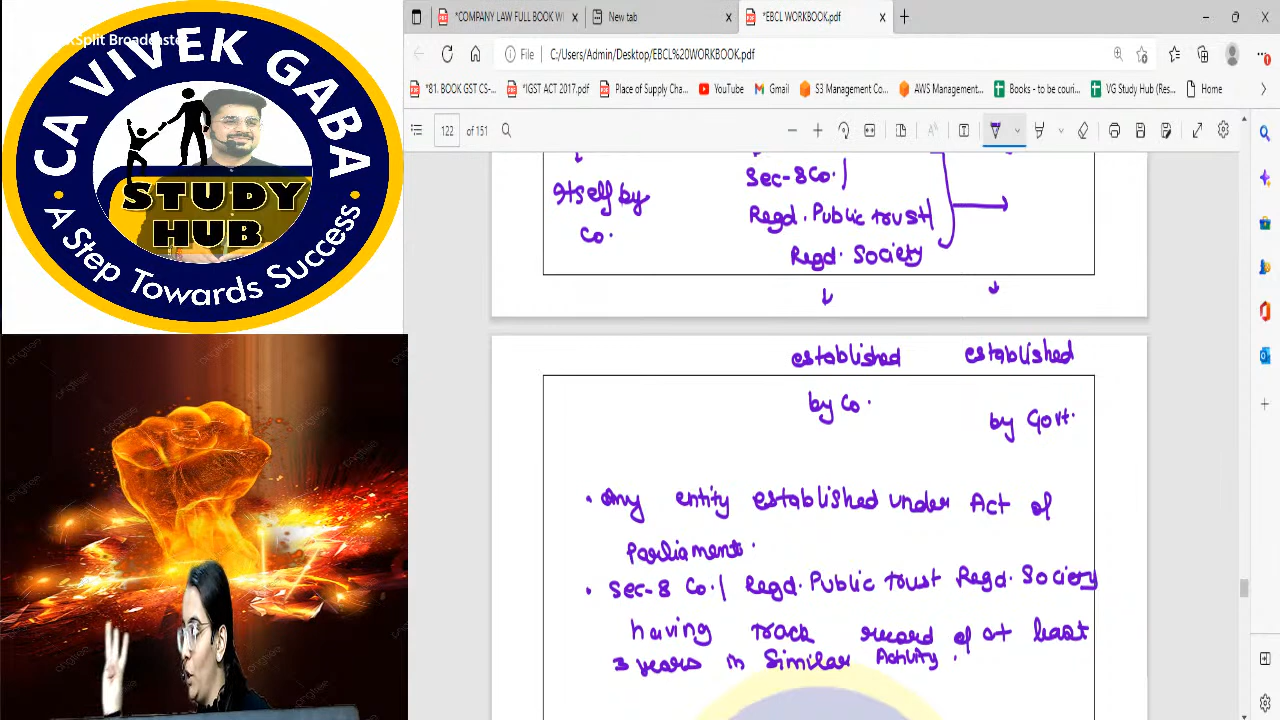 xSplit Broadcaster
CA VIVEK GABA
STUDY
HUB
A Step Towards Success
pngtree
*COMPANY LAW FULL BOOK (WI
New tab
*EBCL WORKBOOK.pdf
File
C:/Users/Admin/Desktop/EBCL%20WORKBOOK.pdf
*81. BOOK GST CS-...
*IGST ACT 2017.pdf
Place of Supply Cha...
YouTube
Gmail
S3 Management Co...
AWS Management...
Books - to be couri...
VG Study Hub (Res...
Home
122 of 151
Itself by
Co.
Sec-8 Co. /
Regd. Public trust/
Regd. Society
established
by Co.
established
by Govt.
• Any entity established under Act of
Parliament.
• Sec-8 Co. / Regd. Public trust Regd. Society
having track record of at least
3 years in Similar Activity.